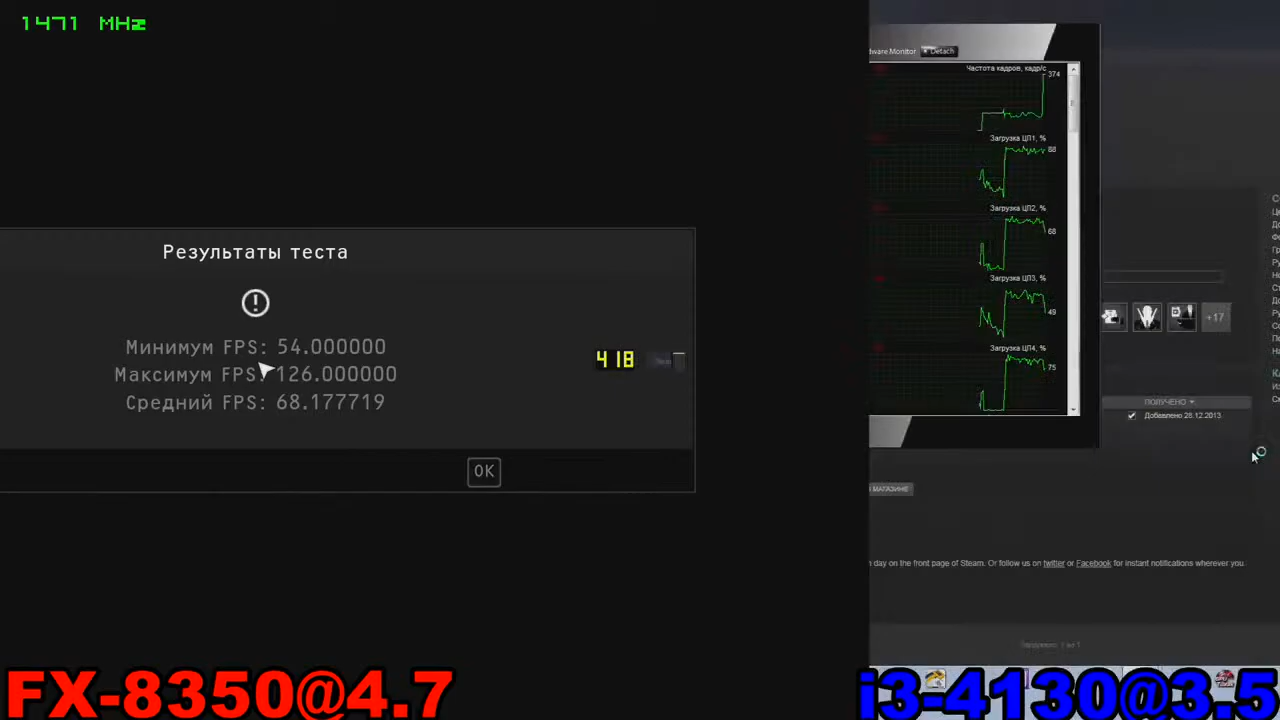 1471 MHz
dware Monitor
Detach
Частота кадров, кадр/с
374
Загрузка ЦП1, %
88
Загрузка ЦП2, %
68
Загрузка ЦП3, %
49
Загрузка ЦП4, %
75
Результаты теста
Минимум FPS: 54.000000
Максимум FPS: 126.000000
Средний FPS: 68.177719
418
OK
+17
ПОЛУЧЕНО
Добавлено 28.12.2013
МАГАЗИНЕ
n day on the front page of Steam. Or follow us on twitter or Facebook for instant notifications wherever you
FX-8350@4.7
i3-4130@3.5